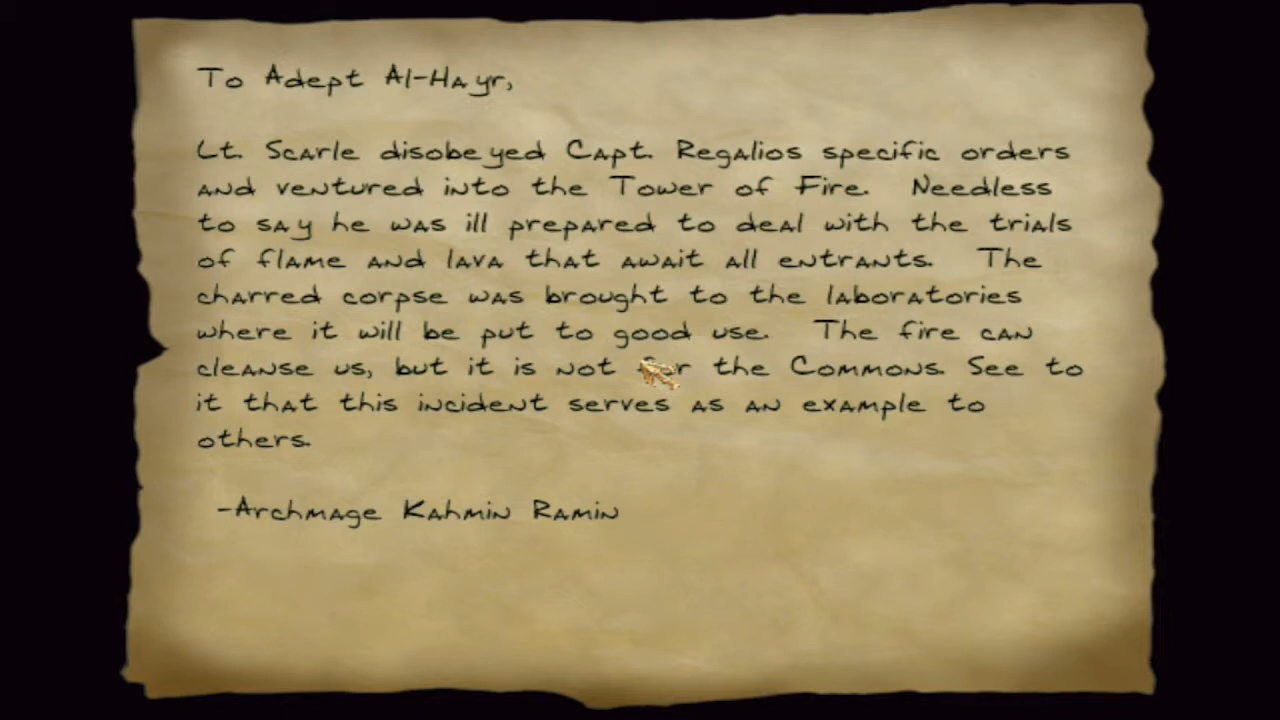 To Adept Al-Hayr,
Lt. Scarle disobeyed Capt. Regalios specific orders
and ventured into the Tower of Fire. Needless
to say he was ill prepared to deal with the trials
of flame and lava that await all entrants. The
charred corpse was brought to the laboratories
where it will be put to good use. The fire can
cleanse us, but it is not for the Commons. See to
it that this incident serves as an example to
others.
-Archmage Kahmin Ramin